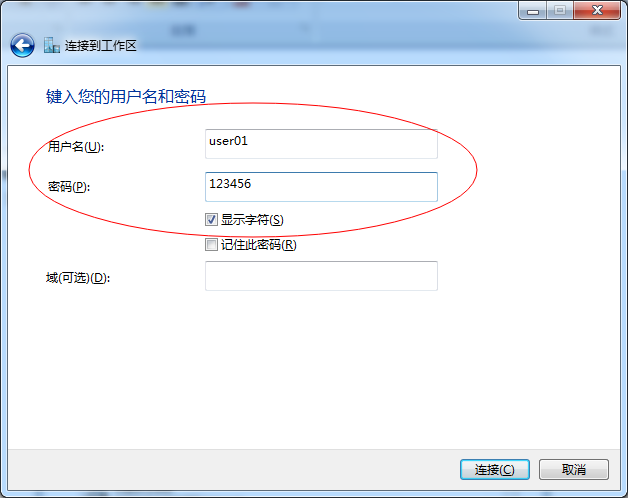 连接到工作区
键入您的用户名和密码
用户名(U):
user01
密码(P):
123456
显示字符(S)
记住此密码(R)
域(可选)(D):
连接(C)
取消